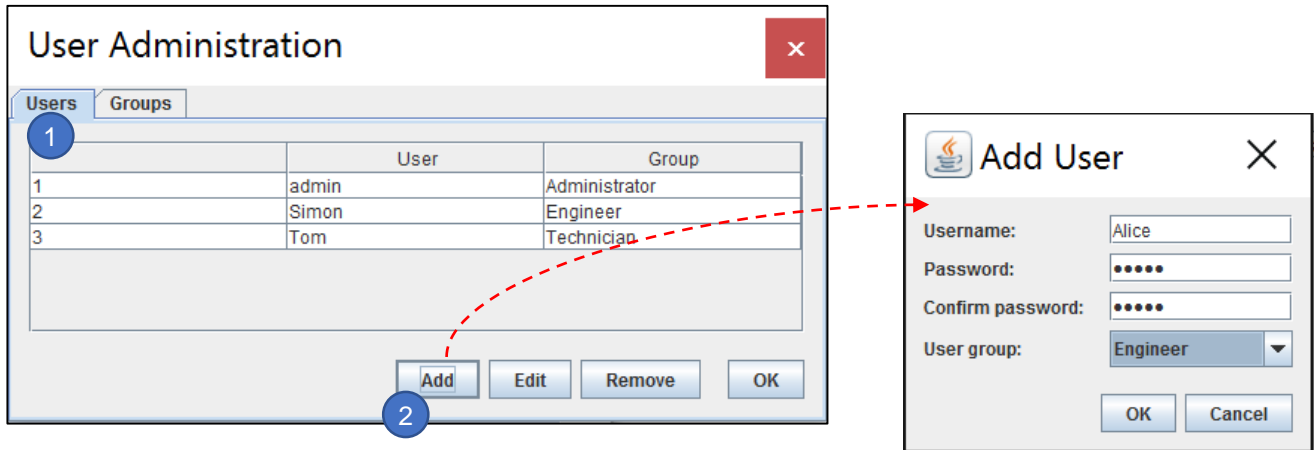 User Administration
x
Users Groups
1
User Group
1 admin Administrator
2 Simon Engineer
3 Tom Technician
Add Edit Remove OK
2
Add User
Username: Alice
Password: •••••
Confirm password: •••••
User group: Engineer
OK Cancel